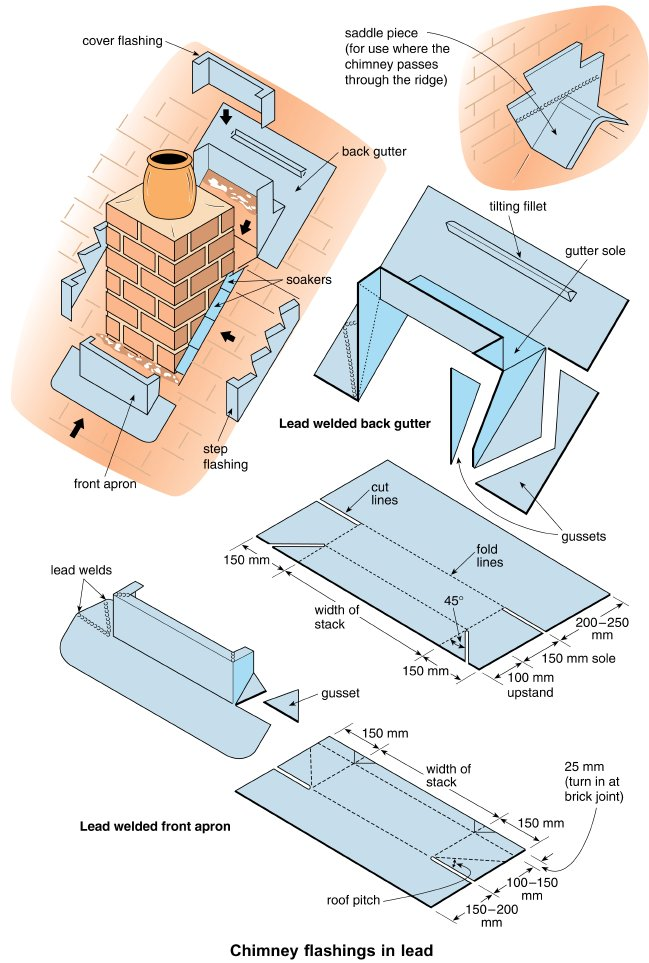 cover flashing
saddle piece
(for use where the
chimney passes
through the ridge)
back gutter
tilting fillet
gutter sole
soakers
Lead welded back gutter
step
flashing
front apron
gussets
cut
lines
fold
lines
150 mm
width of
stack
45°
150 mm
200–250
mm
150 mm sole
100 mm
upstand
lead welds
gusset
150 mm
width of
stack
25 mm
(turn in at
brick joint)
150 mm
Lead welded front apron
roof pitch
100–150
mm
150–200
mm
Chimney flashings in lead